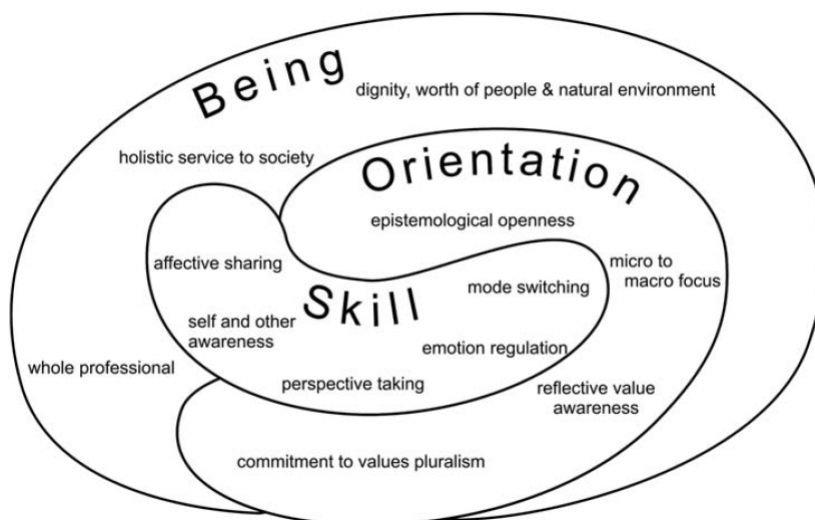 Being
dignity, worth of people & natural environment
holistic service to society
Orientation
epistemological openness
affective sharing
micro to
macro focus
mode switching
Skill
self and other
awareness
emotion regulation
whole professional
perspective taking
reflective value
awareness
commitment to values pluralism